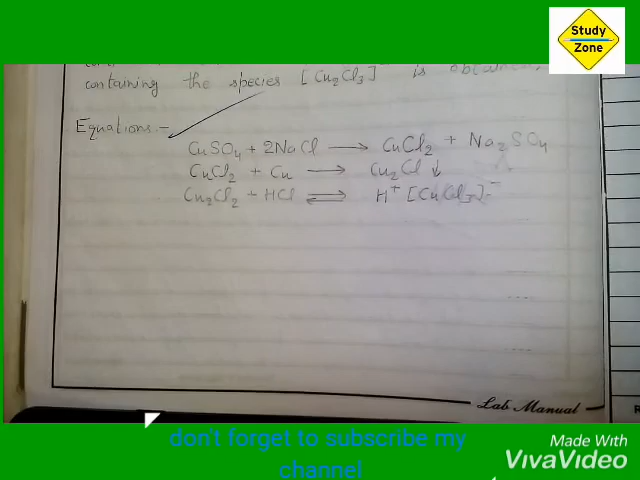 Study
Zone
containing the species [Cu2Cl3]⁻ is obtained.
Equations:-
CuSO4 + 2NaCl ⟶ CuCl2 + Na2SO4
CuCl2 + Cu ⟶ Cu2Cl ↓
Cu2Cl2 + HCl ⇌ H⁺ [CuCl3]⁻
Lab Manual
don't forget to subscribe my
channel
Made With
VivaVideo